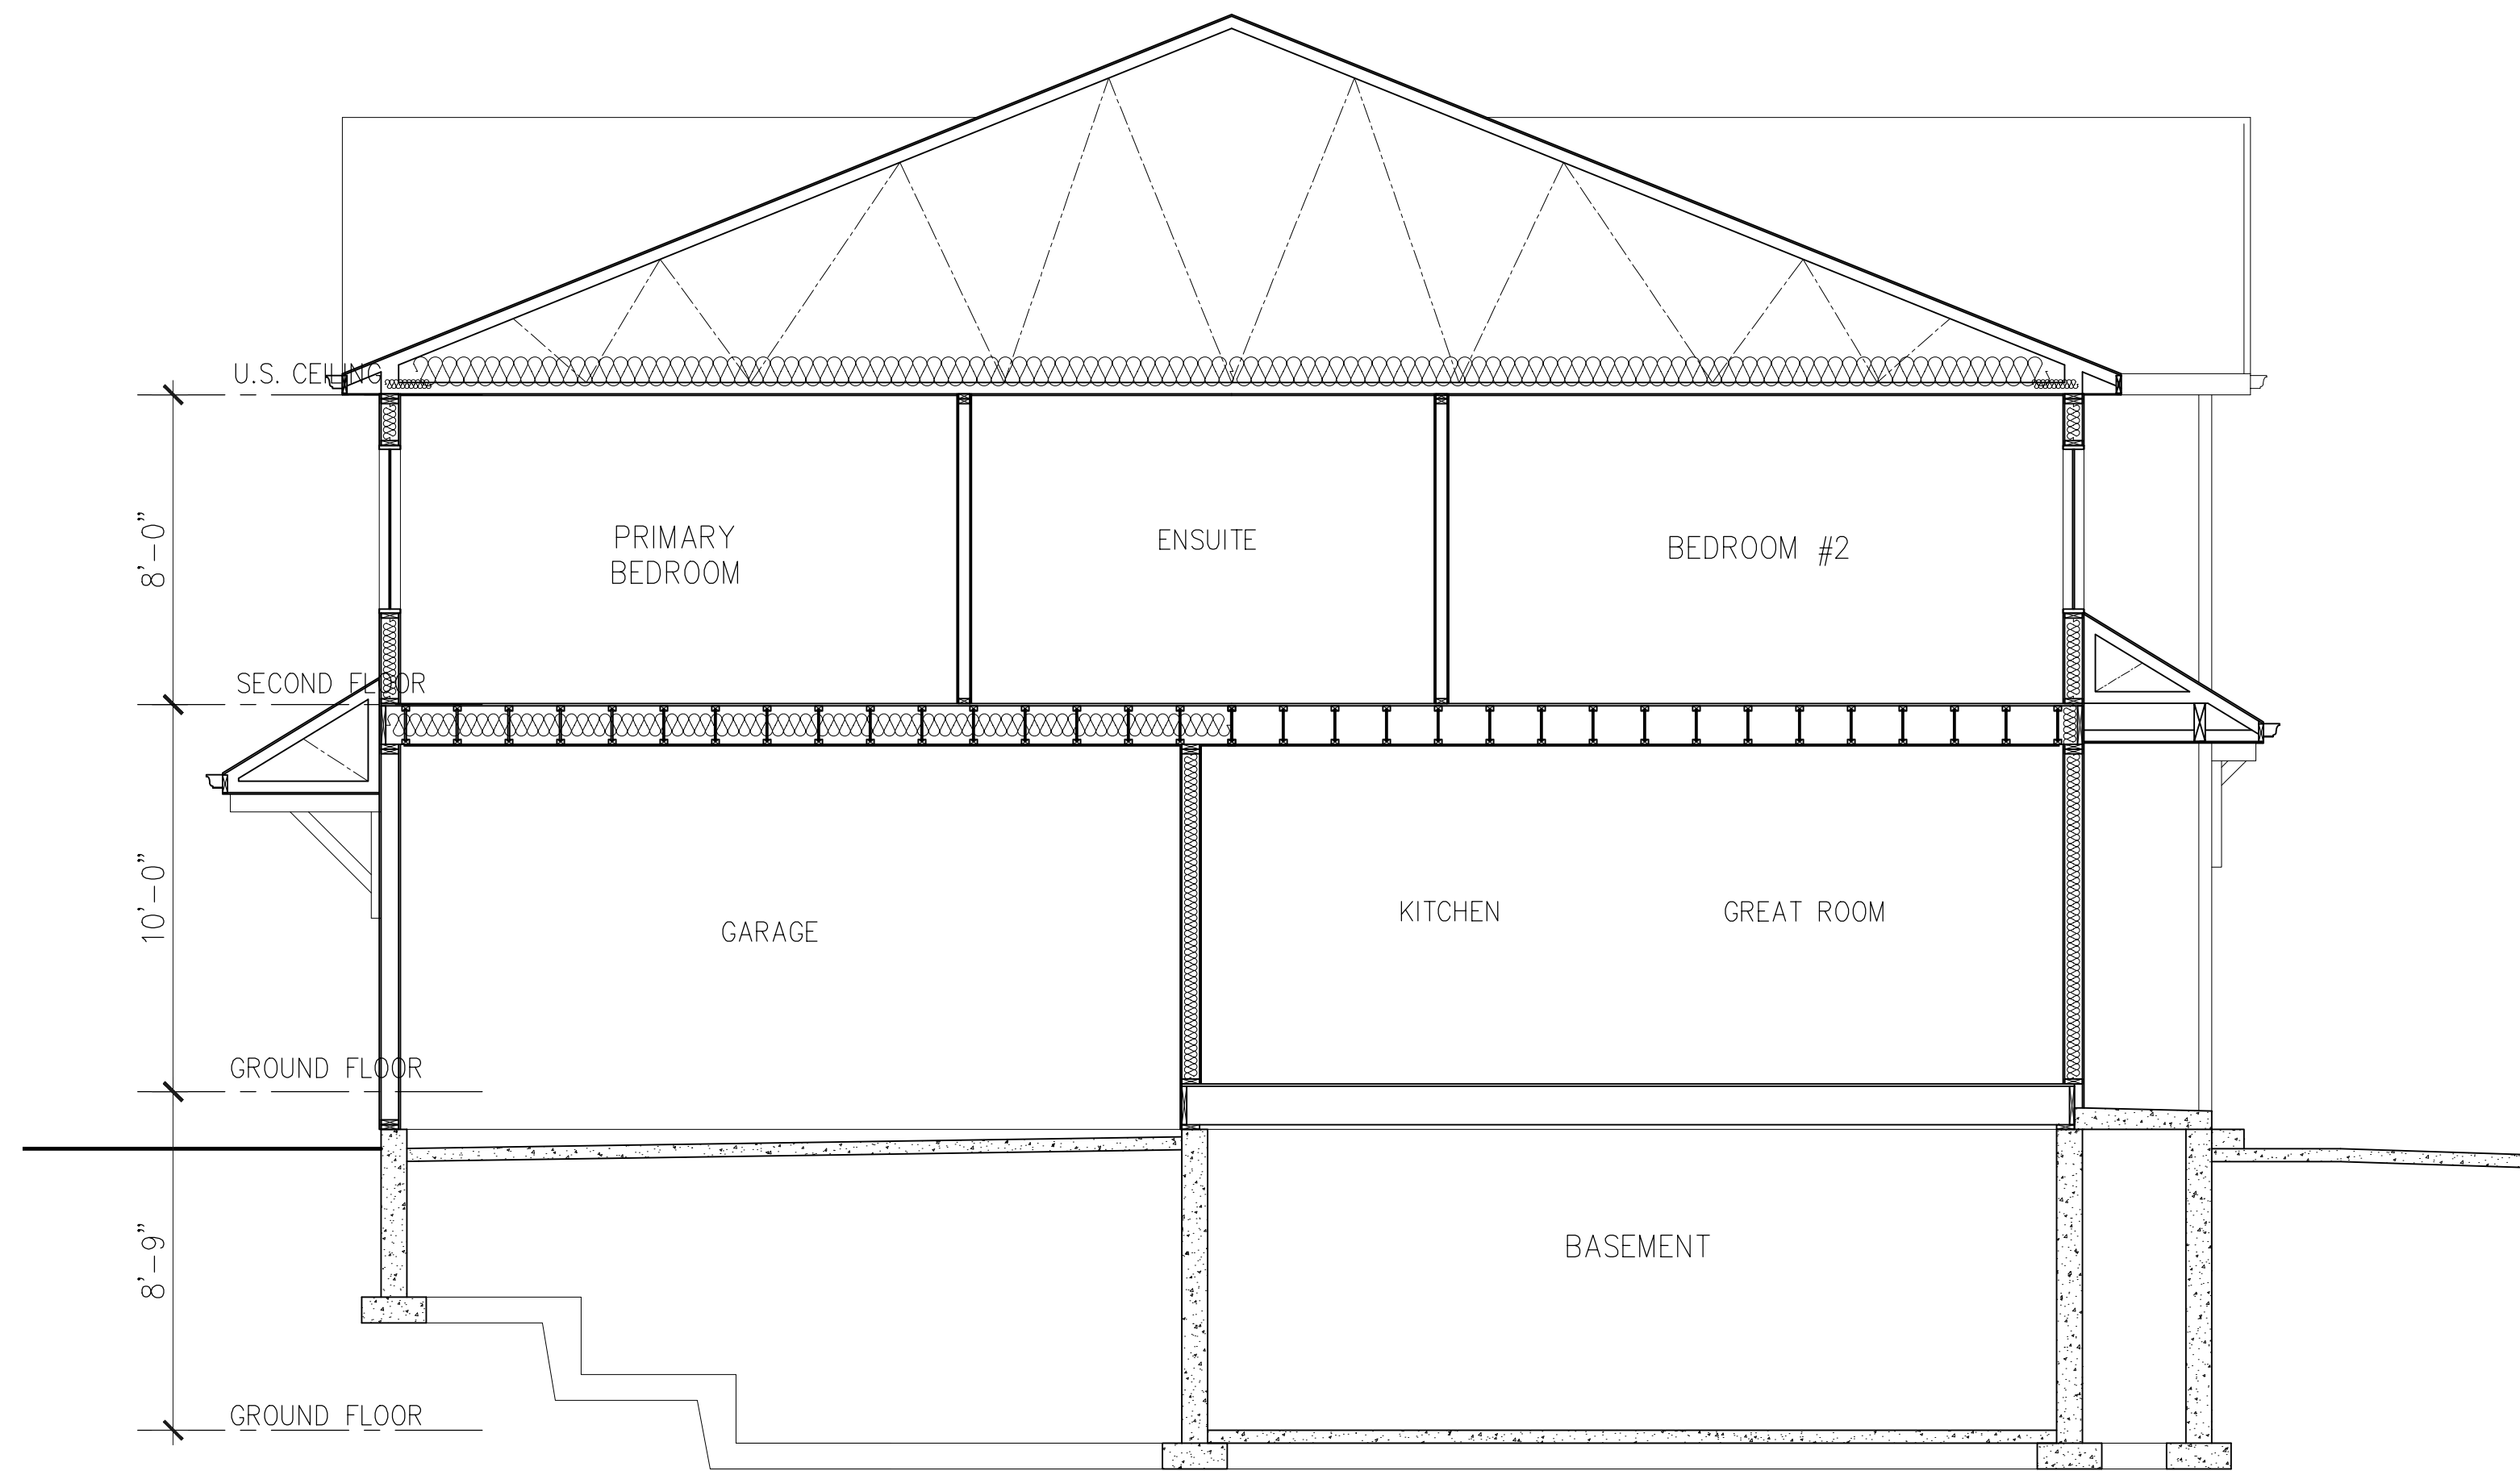 U.S. CEILING
8'-0"
PRIMARY
BEDROOM
ENSUITE
BEDROOM #2
SECOND FLOOR
10'-0"
GARAGE
KITCHEN
GREAT ROOM
GROUND FLOOR
8'-9"
BASEMENT
GROUND FLOOR